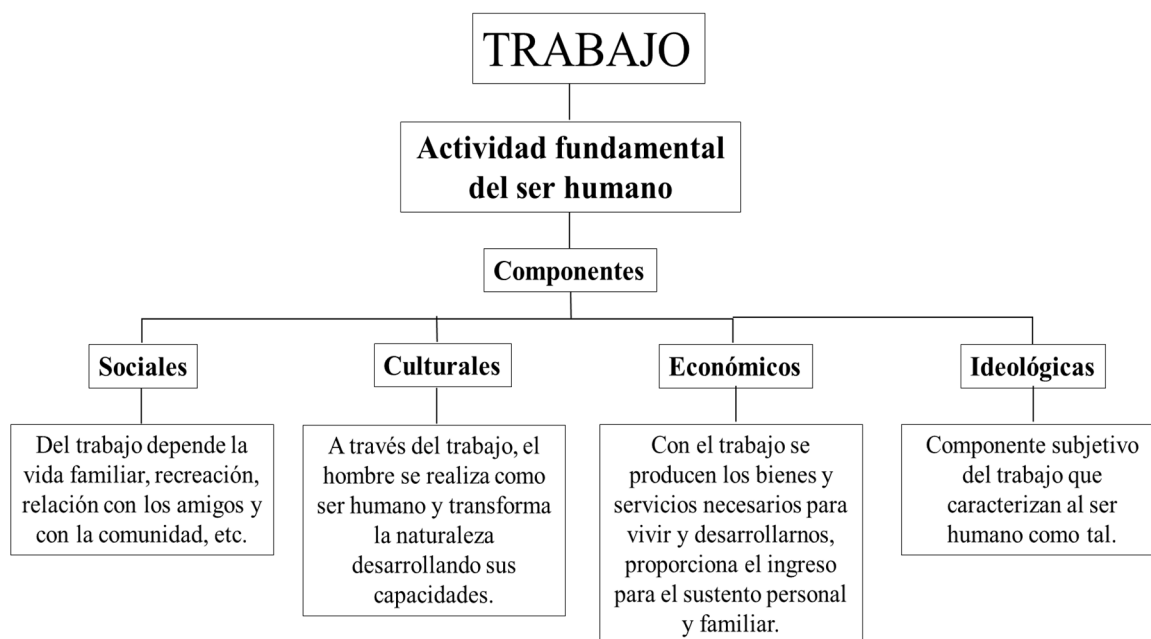 TRABAJO
Actividad fundamental
del ser humano
Componentes
Sociales
Culturales
Económicos
Ideológicas
Del trabajo depende la
vida familiar, recreación,
relación con los amigos y
con la comunidad, etc.
A través del trabajo, el
hombre se realiza como
ser humano y transforma
la naturaleza
desarrollando sus
capacidades.
Con el trabajo se
producen los bienes y
servicios necesarios para
vivir y desarrollarnos,
proporciona el ingreso
para el sustento personal
y familiar.
Componente subjetivo
del trabajo que
caracterizan al ser
humano como tal.